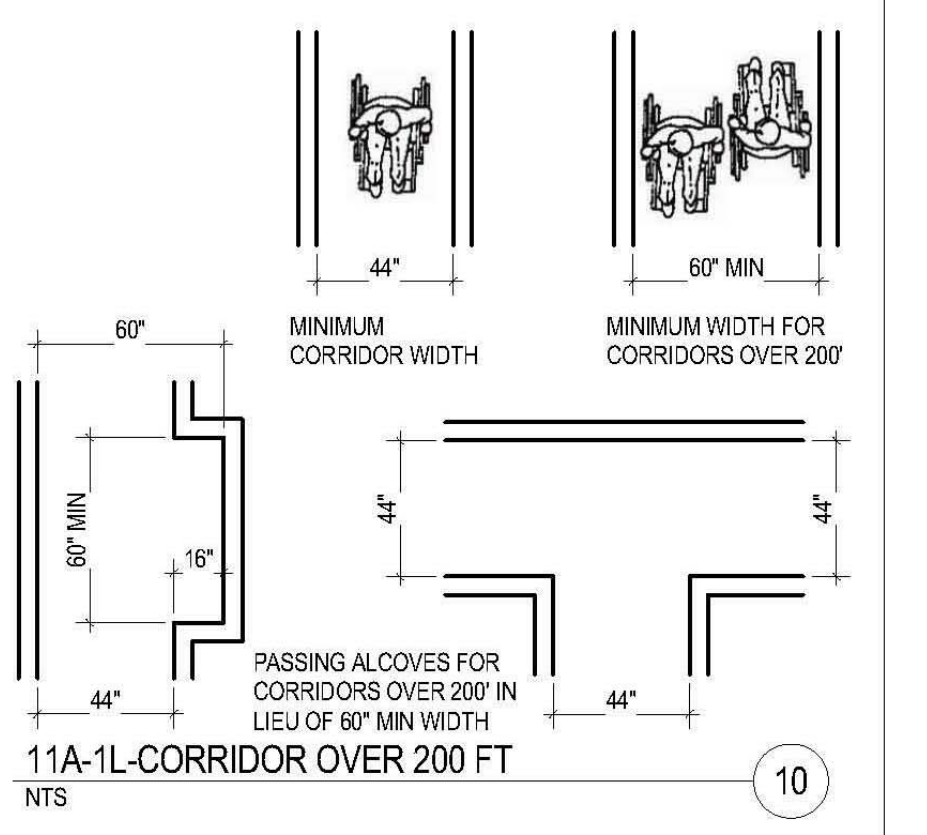 44"
60" MIN
MINIMUM
CORRIDOR WIDTH
MINIMUM WIDTH FOR
CORRIDORS OVER 200'
60"
60" MIN
16"
44"
44"
44"
PASSING ALCOVES FOR
CORRIDORS OVER 200' IN
LIEU OF 60" MIN WIDTH
44"
11A-1L-CORRIDOR OVER 200 FT
NTS
10